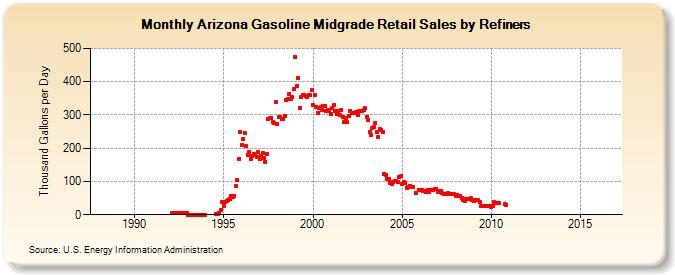 Monthly Arizona Gasoline Midgrade Retail Sales by Refiners
Thousand Gallons per Day
500
400
300
200
100
0
1990 1995 2000 2005 2010 2015
Source: U.S. Energy Information Administration